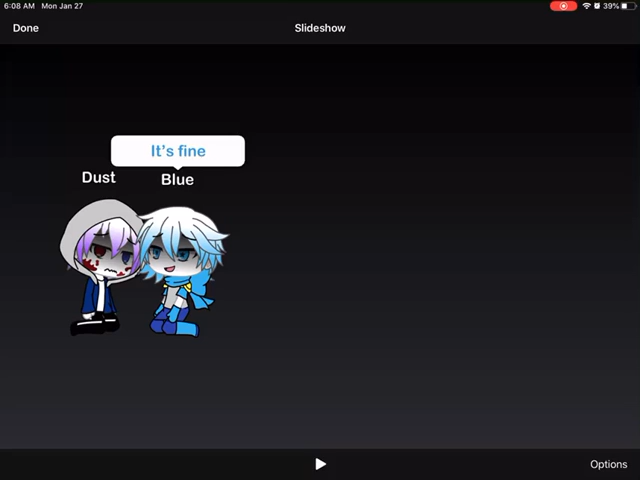 6:08 AM Mon Jan 27 39%
Done Slideshow
It's fine
Dust Blue
Options